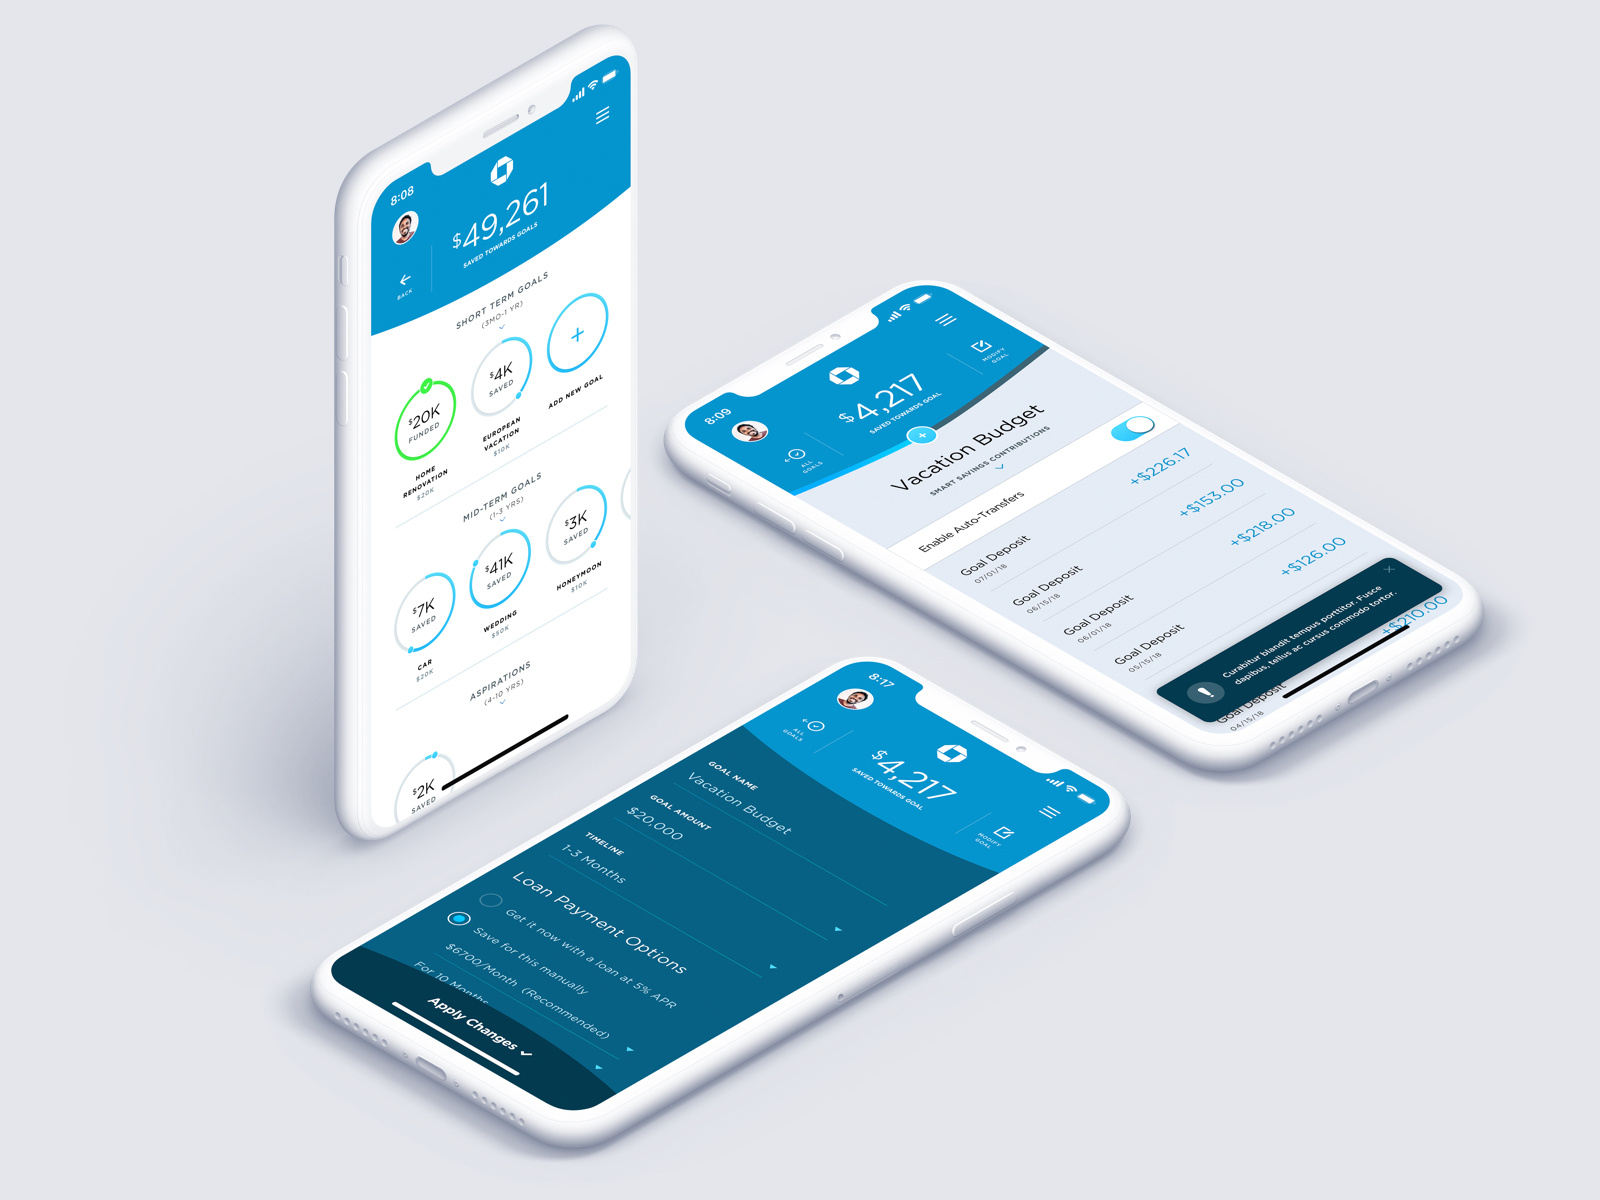 8:08
$49,261
SAVED TOWARDS GOALS
BACK
SHORT TERM GOALS
(3MO-1 YR)
$20K
FUNDED
HOME
RENOVATION
$20K
$4K
SAVED
EUROPEAN
VACATION
$10K
+
ADD NEW GOAL
MID-TERM GOALS
(1-3 YRS)
$7K
SAVED
CAR
$20K
$41K
SAVED
WEDDING
$50K
$3K
SAVED
HONEYMOON
$10K
ASPIRATIONS
(4-10 YRS)
$2K
SAVED
8:09
$4,217
SAVED TOWARDS GOAL
ALL
GOALS
MODIFY
GOAL
+
Vacation Budget
SMART SAVINGS CONTRIBUTIONS
Enable Auto-Transfers
Goal Deposit
07/01/18
+$226.17
Goal Deposit
06/15/18
+$153.00
Goal Deposit
06/01/18
+$218.00
Goal Deposit
05/15/18
+$126.00
Curabitur blandit tempus porttitor. Fusce
dapibus, tellus ac cursus commodo tortor.
Goal Deposit
04/15/18
+$210.00
8:17
ALL
GOALS
$4,217
SAVED TOWARDS GOAL
MODIFY
GOAL
GOAL NAME
Vacation Budget
GOAL AMOUNT
$20,000
TIMELINE
1-3 Months
Loan Payment Options
Get it now with a loan at 5% APR
Save for this manually
$6700/Month (Recommended)
For 10 Months
Apply Changes